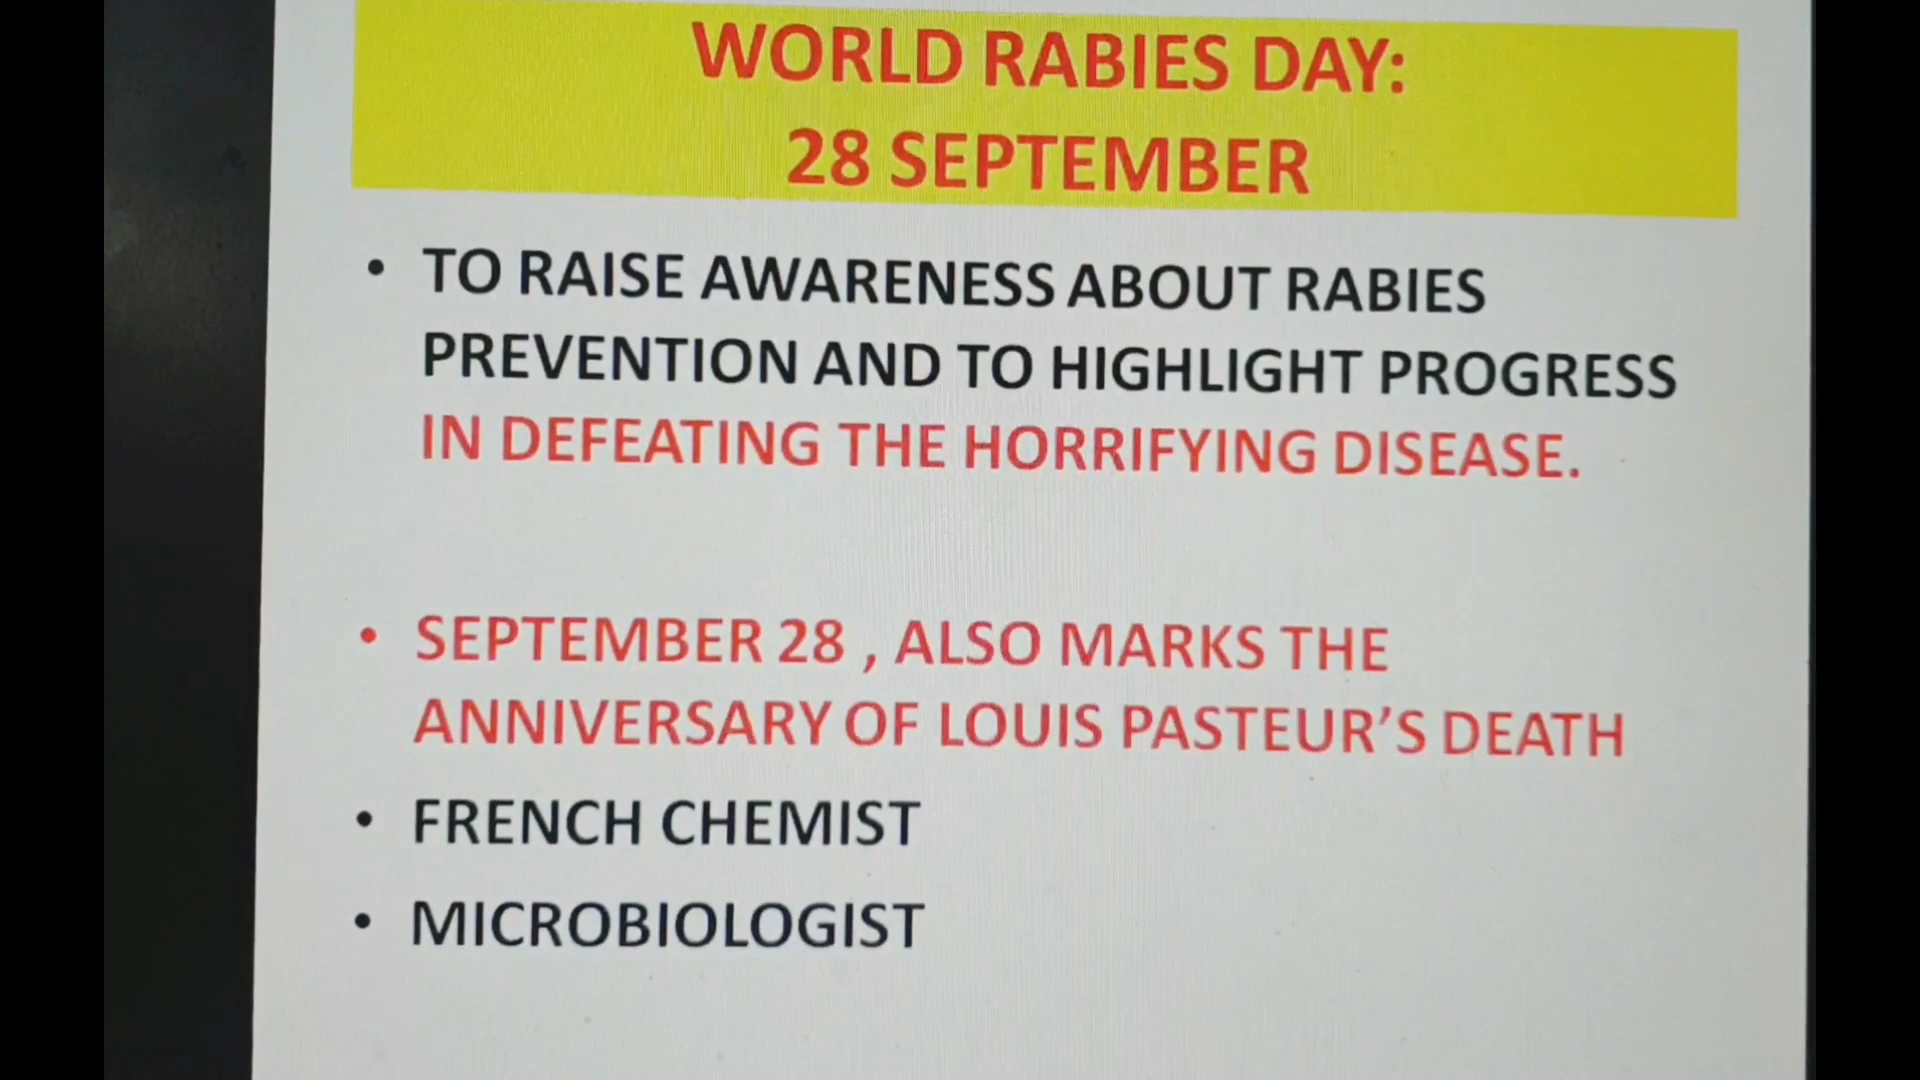 WORLD RABIES DAY:
28 SEPTEMBER
• TO RAISE AWARENESS ABOUT RABIES
PREVENTION AND TO HIGHLIGHT PROGRESS
IN DEFEATING THE HORRIFYING DISEASE.
• SEPTEMBER 28 , ALSO MARKS THE
ANNIVERSARY OF LOUIS PASTEUR'S DEATH
• FRENCH CHEMIST
• MICROBIOLOGIST